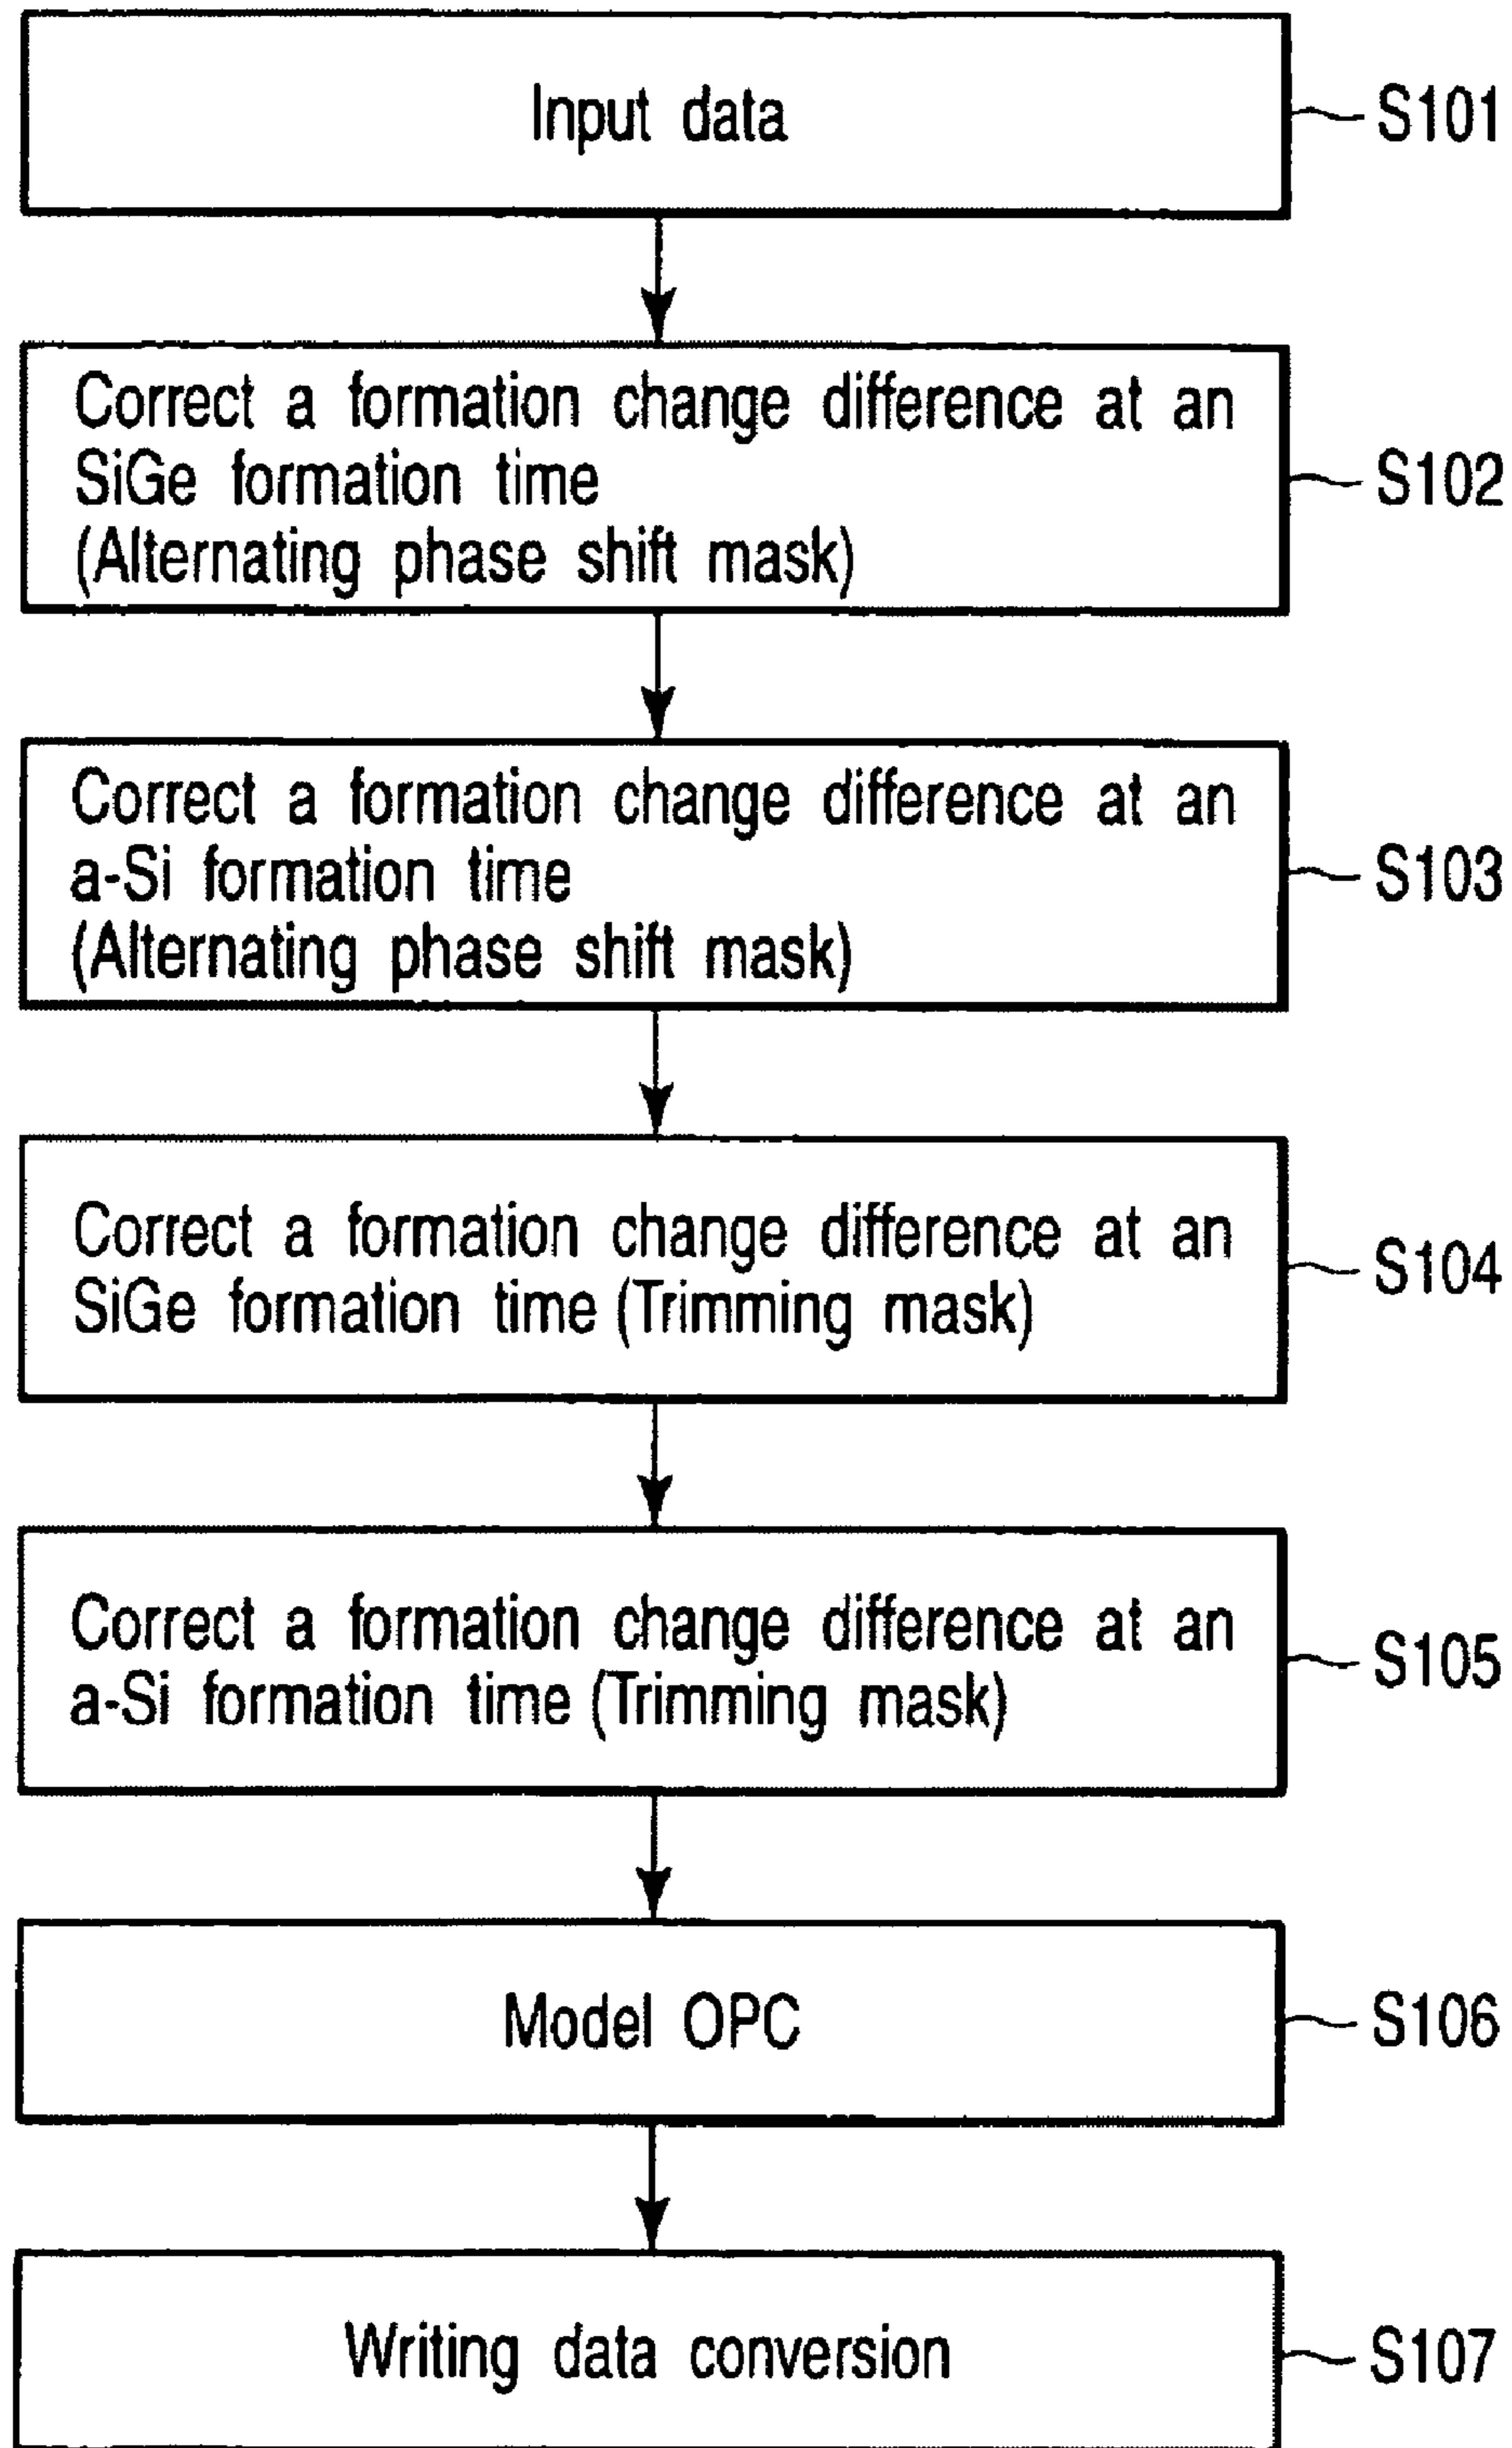 Input data
S101
Correct a formation change difference at an
SiGe formation time
(Alternating phase shift mask)
S102
Correct a formation change difference at an
a-Si formation time
(Alternating phase shift mask)
S103
Correct a formation change difference at an
SiGe formation time (Trimming mask)
S104
Correct a formation change difference at an
a-Si formation time (Trimming mask)
S105
Model OPC
S106
Writing data conversion
S107